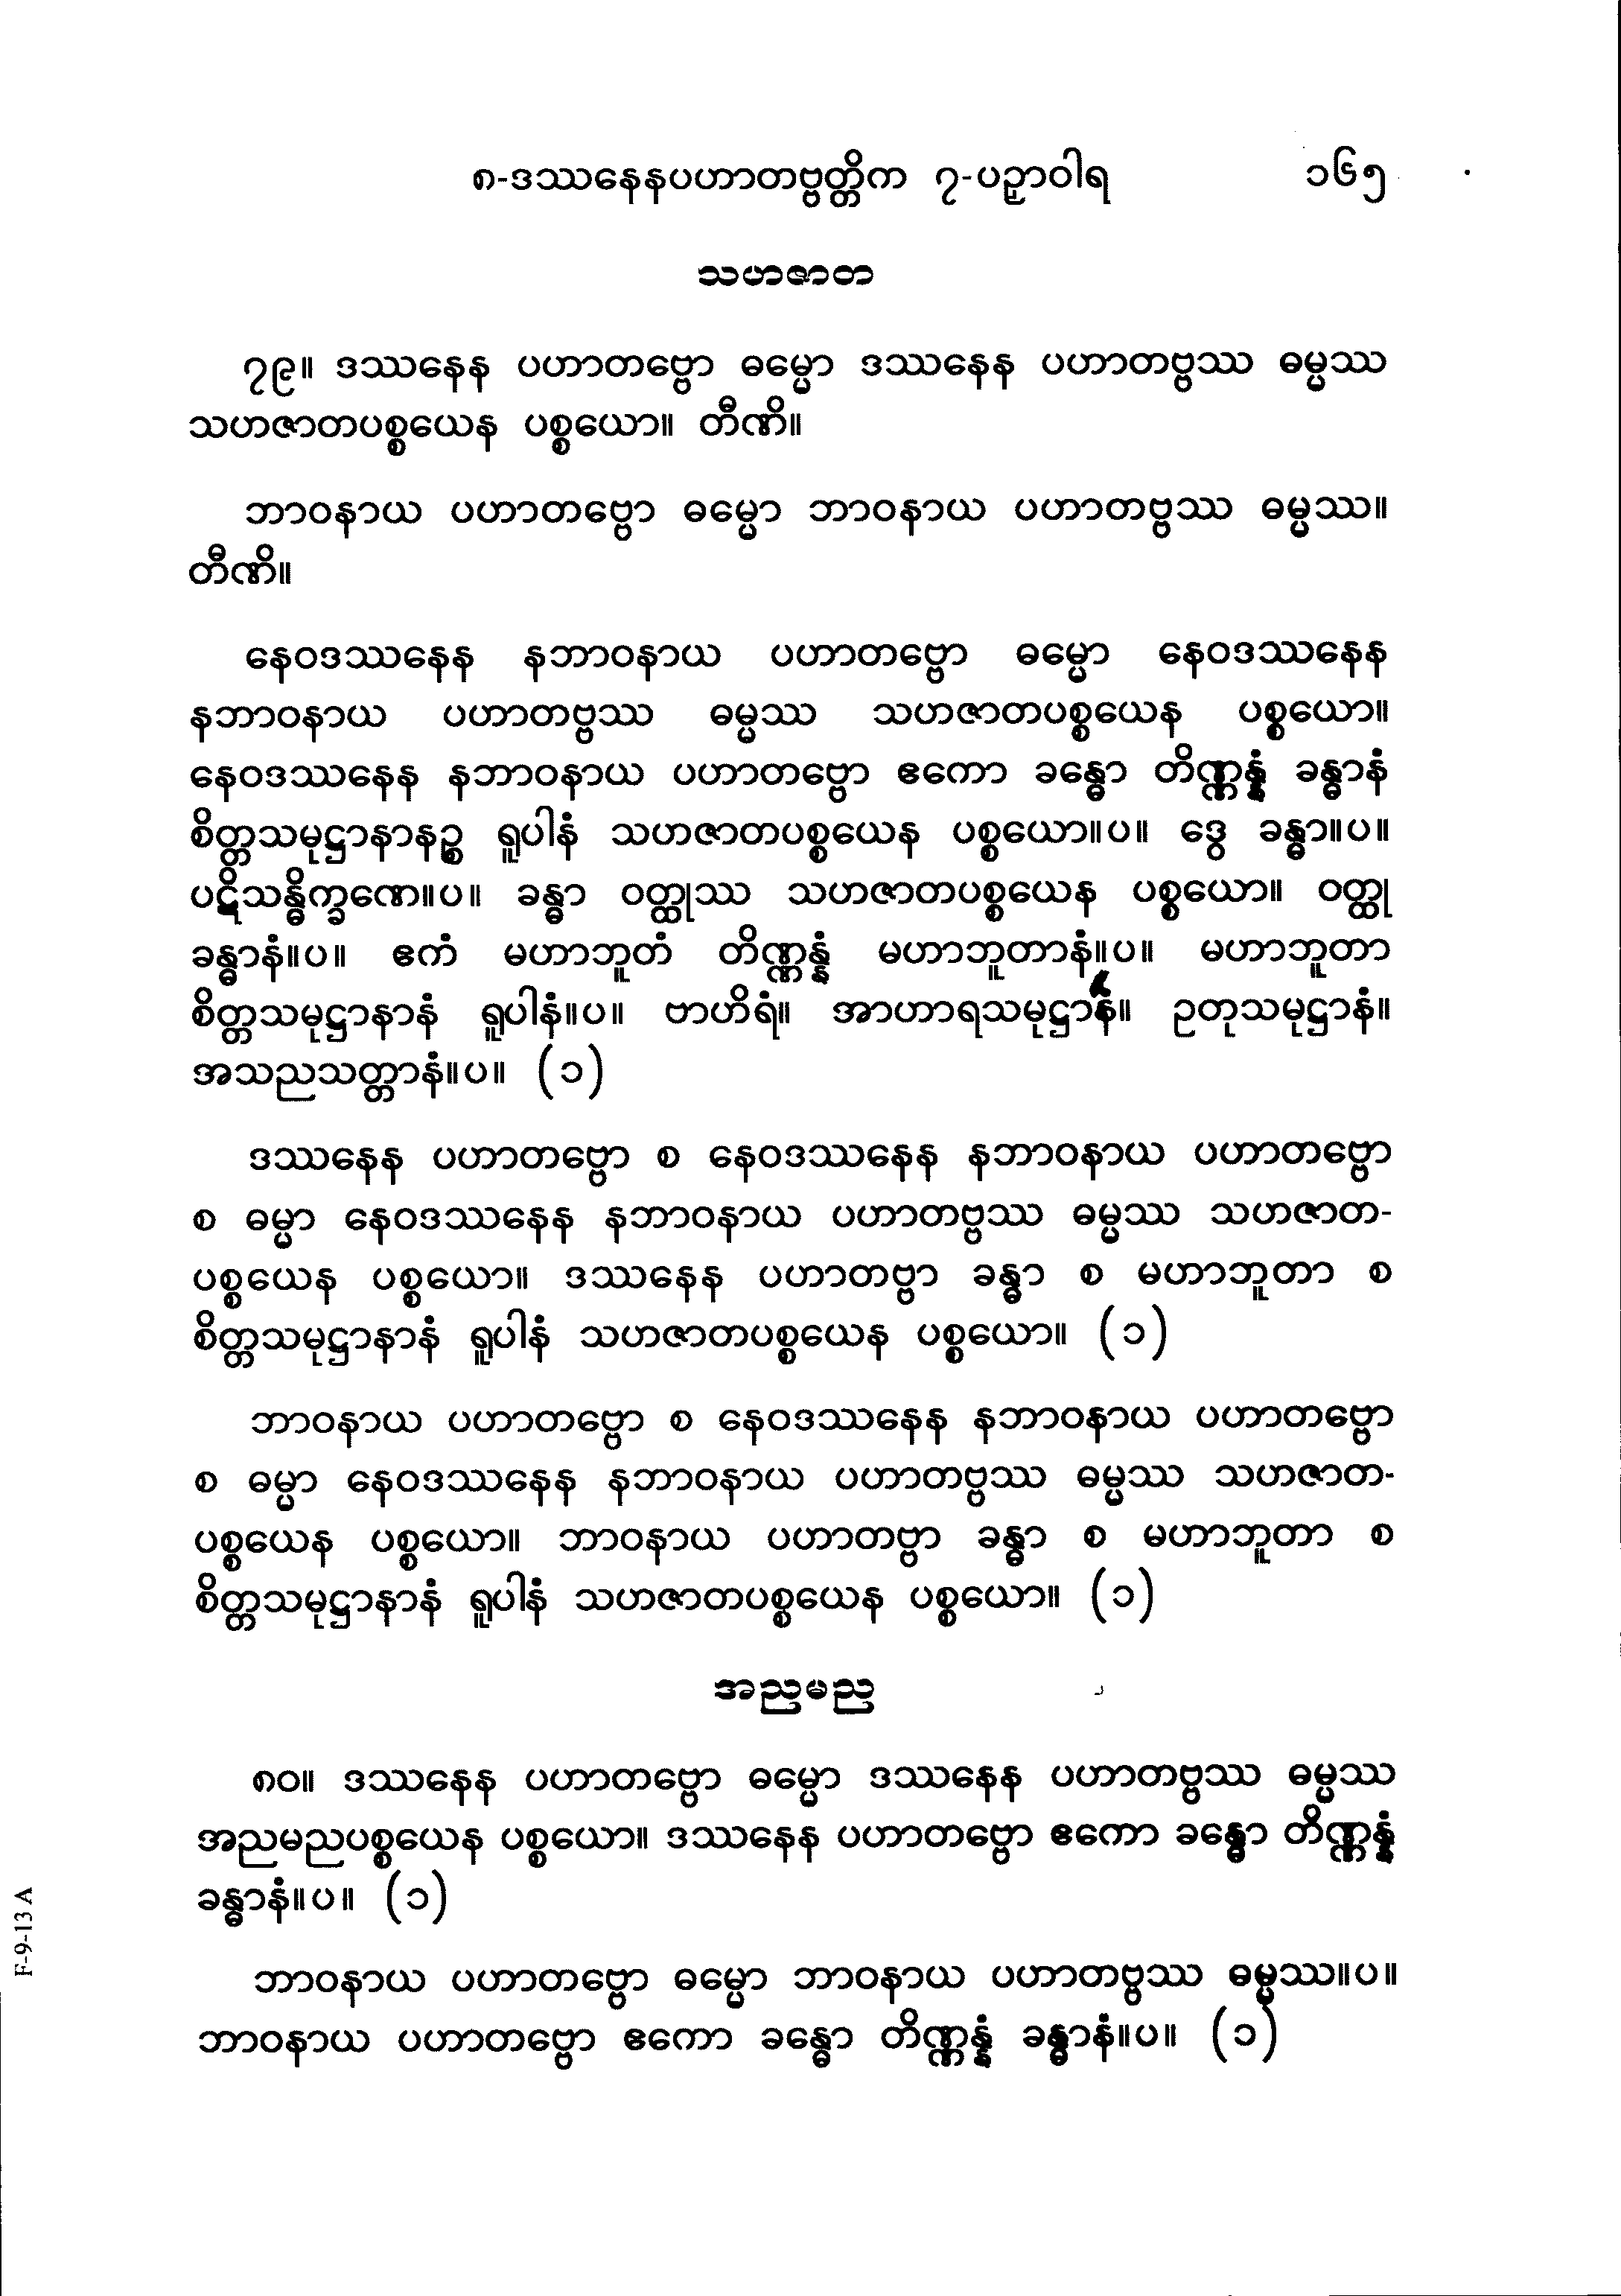 ၈-ဒဿနေနပဟာတဗ္ဗတ္တိက ၇-ပဉှာဝါရ ၁၆၅
သဟဇာတ
၇၉။ ဒဿနေန ပဟာတဗ္ဗော ဓမ္မော ဒဿနေန ပဟာတဗ္ဗဿ ဓမ္မဿ
သဟဇာတပစ္စယေန ပစ္စယော။ တီဏိ။
ဘာဝနာယ ပဟာတဗ္ဗော ဓမ္မော ဘာဝနာယ ပဟာတဗ္ဗဿ ဓမ္မဿ။
တီဏိ။
နေဝဒဿနေန နဘာဝနာယ ပဟာတဗ္ဗော ဓမ္မော နေဝဒဿနေန
နဘာဝနာယ ပဟာတဗ္ဗဿ ဓမ္မဿ သဟဇာတပစ္စယေန ပစ္စယော။
နေဝဒဿနေန နဘာဝနာယ ပဟာတဗ္ဗော ဧကော ခန္ဓော တိဏ္ဏန္နံ ခန္ဓာနံ
စိတ္တသမုဋ္ဌာနာနဉ္စ ရူပါနံ သဟဇာတပစ္စယေန ပစ္စယော။ပ။ ဒွေ ခန္ဓာ။ပ။
ပဋိသန္ဓိက္ခဏေ။ပ။ ခန္ဓာ ဝတ္ထုဿ သဟဇာတပစ္စယေန ပစ္စယော။ ဝတ္ထု
ခန္ဓာနံ။ပ။ ဧကံ မဟာဘူတံ တိဏ္ဏန္နံ မဟာဘူတာနံ။ပ။ မဟာဘူတာ
စိတ္တသမုဋ္ဌာနာနံ ရူပါနံ။ပ။ ဗာဟိရံ။ အာဟာရသမုဋ္ဌာနံ။ ဥတုသမုဋ္ဌာနံ။
အသညသတ္တာနံ။ပ။ (၁)
ဒဿနေန ပဟာတဗ္ဗော စ နေဝဒဿနေန နဘာဝနာယ ပဟာတဗ္ဗော
စ ဓမ္မာ နေဝဒဿနေန နဘာဝနာယ ပဟာတဗ္ဗဿ ဓမ္မဿ သဟဇာတ-
ပစ္စယေန ပစ္စယော။ ဒဿနေန ပဟာတဗ္ဗာ ခန္ဓာ စ မဟာဘူတာ စ
စိတ္တသမုဋ္ဌာနာနံ ရူပါနံ သဟဇာတပစ္စယေန ပစ္စယော။ (၁)
ဘာဝနာယ ပဟာတဗ္ဗော စ နေဝဒဿနေန နဘာဝနာယ ပဟာတဗ္ဗော
စ ဓမ္မာ နေဝဒဿနေန နဘာဝနာယ ပဟာတဗ္ဗဿ ဓမ္မဿ သဟဇာတ-
ပစ္စယေန ပစ္စယော။ ဘာဝနာယ ပဟာတဗ္ဗာ ခန္ဓာ စ မဟာဘူတာ စ
စိတ္တသမုဋ္ဌာနာနံ ရူပါနံ သဟဇာတပစ္စယေန ပစ္စယော။ (၁)
အညမည
၈၀။ ဒဿနေန ပဟာတဗ္ဗော ဓမ္မော ဒဿနေန ပဟာတဗ္ဗဿ ဓမ္မဿ
အညမညပစ္စယေန ပစ္စယော။ ဒဿနေန ပဟာတဗ္ဗော ဧကော ခန္ဓော တိဏ္ဏန္နံ
ခန္ဓာနံ။ပ။ (၁)
ဘာဝနာယ ပဟာတဗ္ဗော ဓမ္မော ဘာဝနာယ ပဟာတဗ္ဗဿ ဓမ္မဿ။ပ။
ဘာဝနာယ ပဟာတဗ္ဗော ဧကော ခန္ဓော တိဏ္ဏန္နံ ခန္ဓာနံ။ပ။ (၁)
F-9-13 A